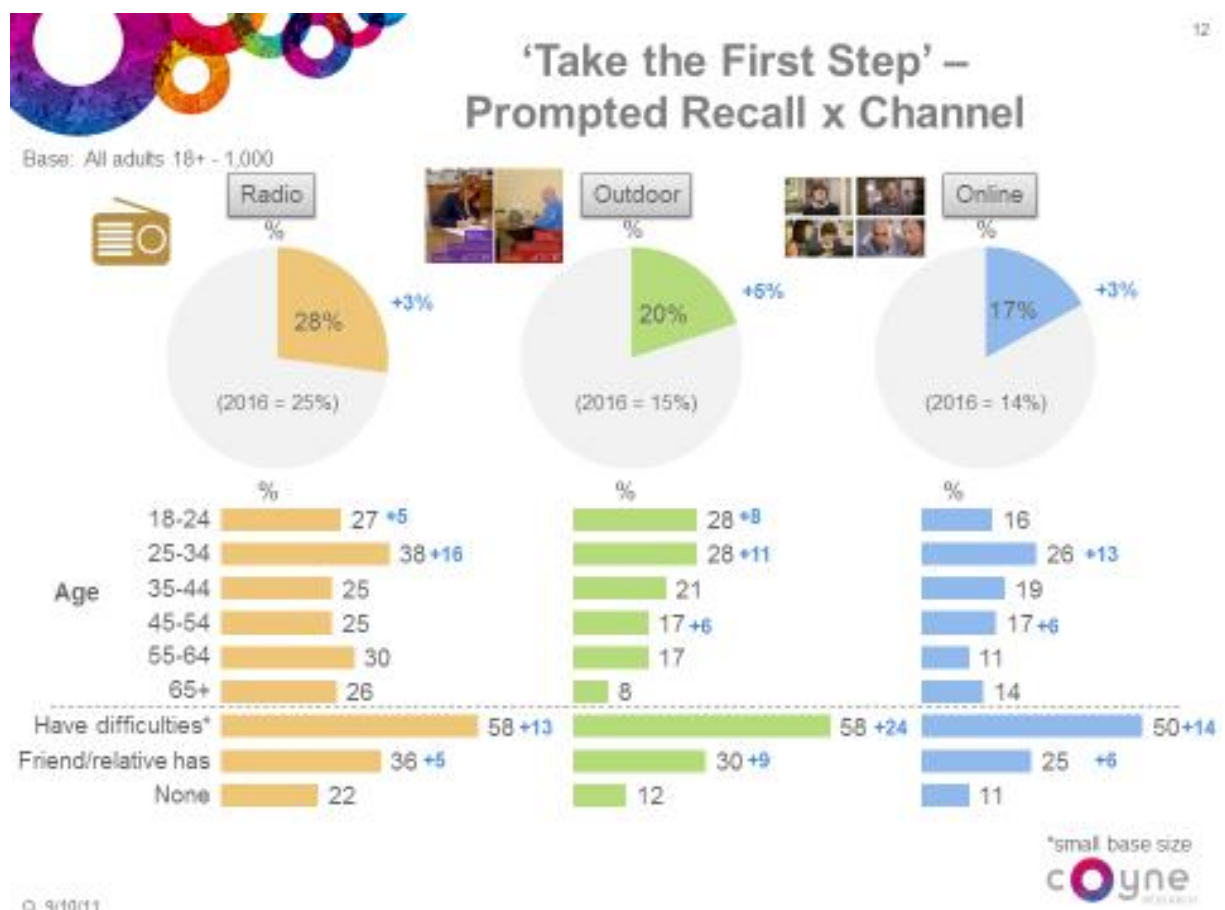 12
‘Take the First Step’ –
Prompted Recall x Channel
Base: All adults 18+ - 1,000
Radio
Outdoor
Online
%
%
%
28%
+3%
20%
+5%
17%
+3%
(2016 = 25%)
(2016 = 15%)
(2016 = 14%)
%
%
%
Age
18-24 27 +5 28 +8 16
25-34 38 +16 28 +11 26 +13
35-44 25 21 19
45-54 25 17 +6 17 +6
55-64 30 17 11
65+ 26 8 14
Have difficulties* 58 +13 58 +24 50 +14
Friend/relative has 36 +5 30 +9 25 +6
None 22 12 11
*small base size
coyne
RESEARCH
Q. 9/10/11